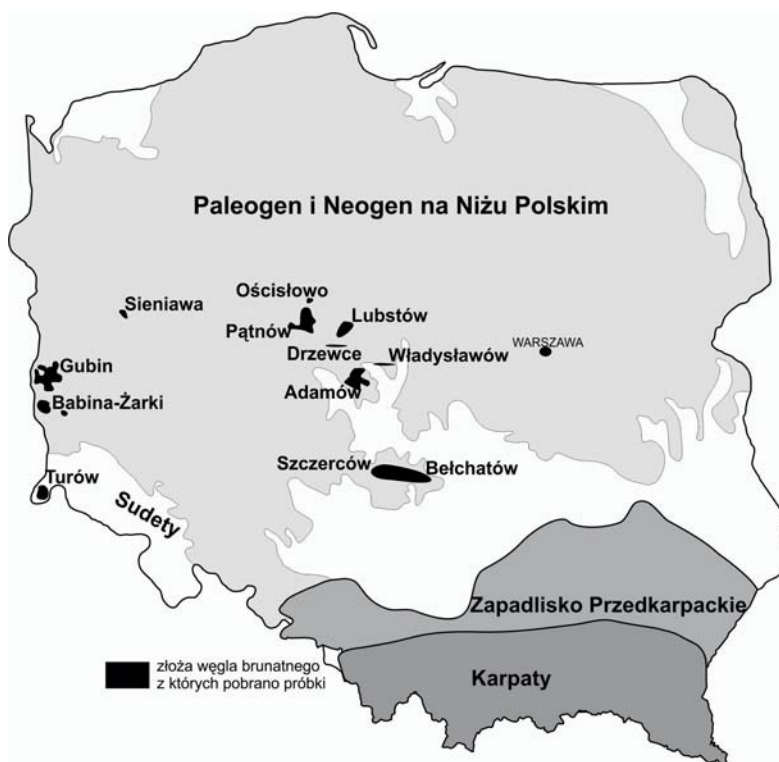 Paleogen i Neogen na Niżu Polskim
Ościsłowo
Sieniawa
Lubstów
Pątnów
WARSZAWA
Drzewce
Władysławów
Gubin
Adamów
Babina-Żarki
Szczerców
Bełchatów
Turów
Sudety
Zapadlisko Przedkarpackie
złoża węgla brunatnego
z których pobrano próbki
Karpaty